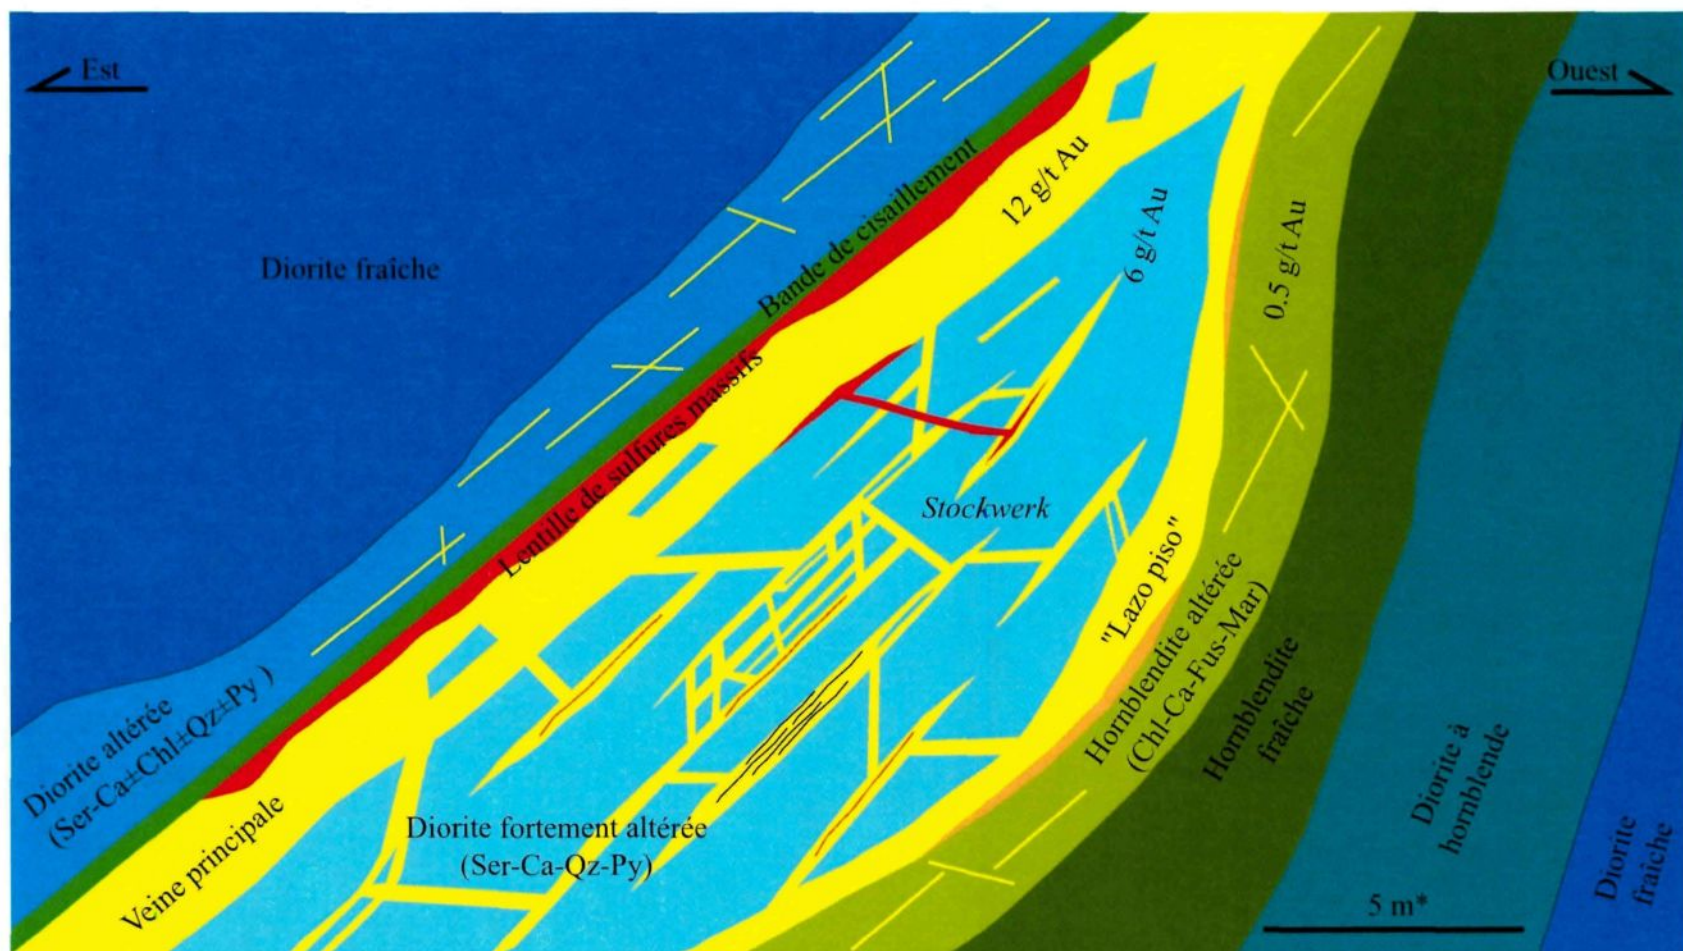 Est
Ouest
Diorite fraîche
Bande de cisaillement
12 g/t Au
6 g/t Au
0.5 g/t Au
Lentille de sulfures massifs
Stockwerk
"Lazo piso"
Hornblendite altérée
(Chl-Ca-Fus-Mar)
Hornblendite
fraîche
Diorite à
hornblende
Diorite
fraîche
Diorite altérée
(Ser-Ca±Chl±Qz±Py )
Veine principale
Diorite fortement altérée
(Ser-Ca-Qz-Py)
5 m*